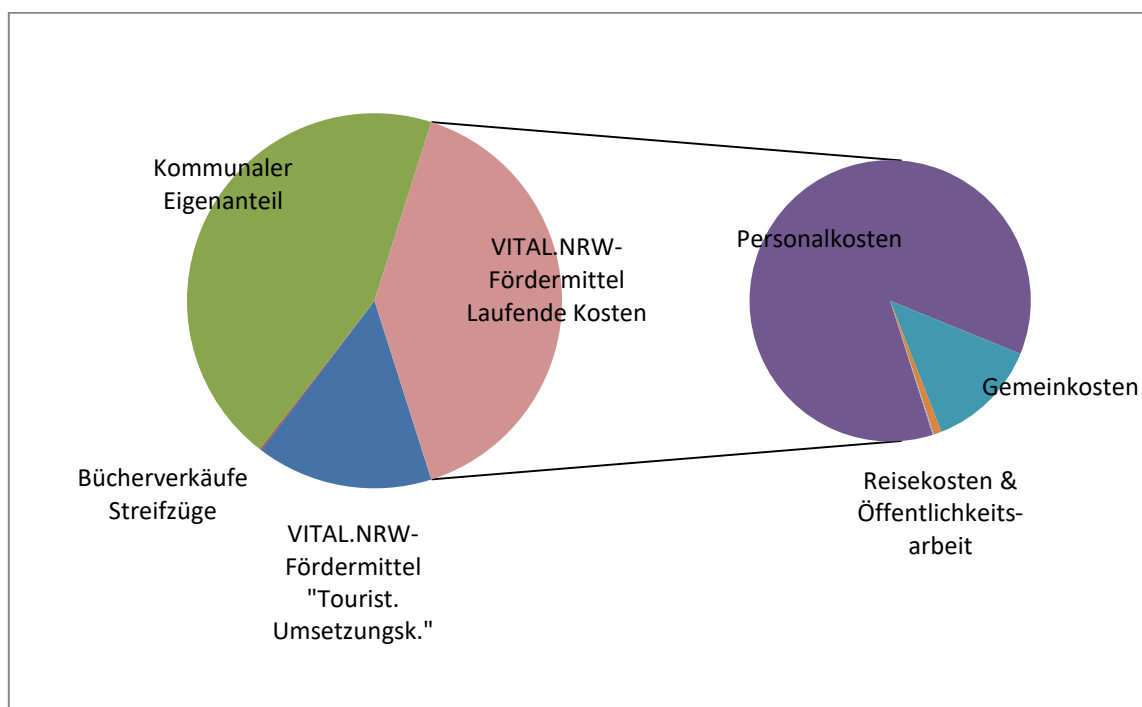 Kommunaler
Eigenanteil
VITAL.NRW-
Fördermittel
Laufende Kosten
Bücherverkäufe
Streifzüge
VITAL.NRW-
Fördermittel
"Tourist.
Umsetzungsk."
Personalkosten
Gemeinkosten
Reisekosten &
Öffentlichkeits-
arbeit